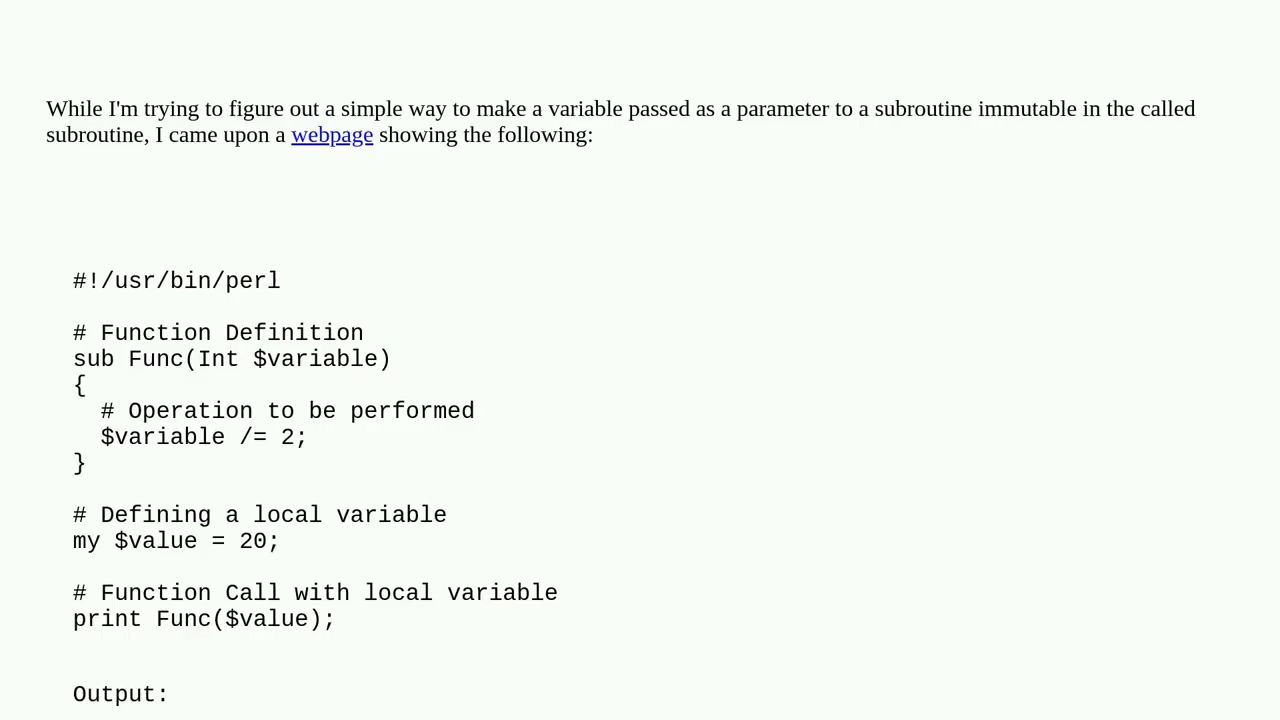 While I'm trying to figure out a simple way to make a variable passed as a parameter to a subroutine immutable in the called
subroutine, I came upon a webpage showing the following:
#!/usr/bin/perl
# Function Definition
sub Func(Int $variable)
{
  # Operation to be performed
  $variable /= 2;
}
# Defining a local variable
my $value = 20;
# Function Call with local variable
print Func($value);
Output: